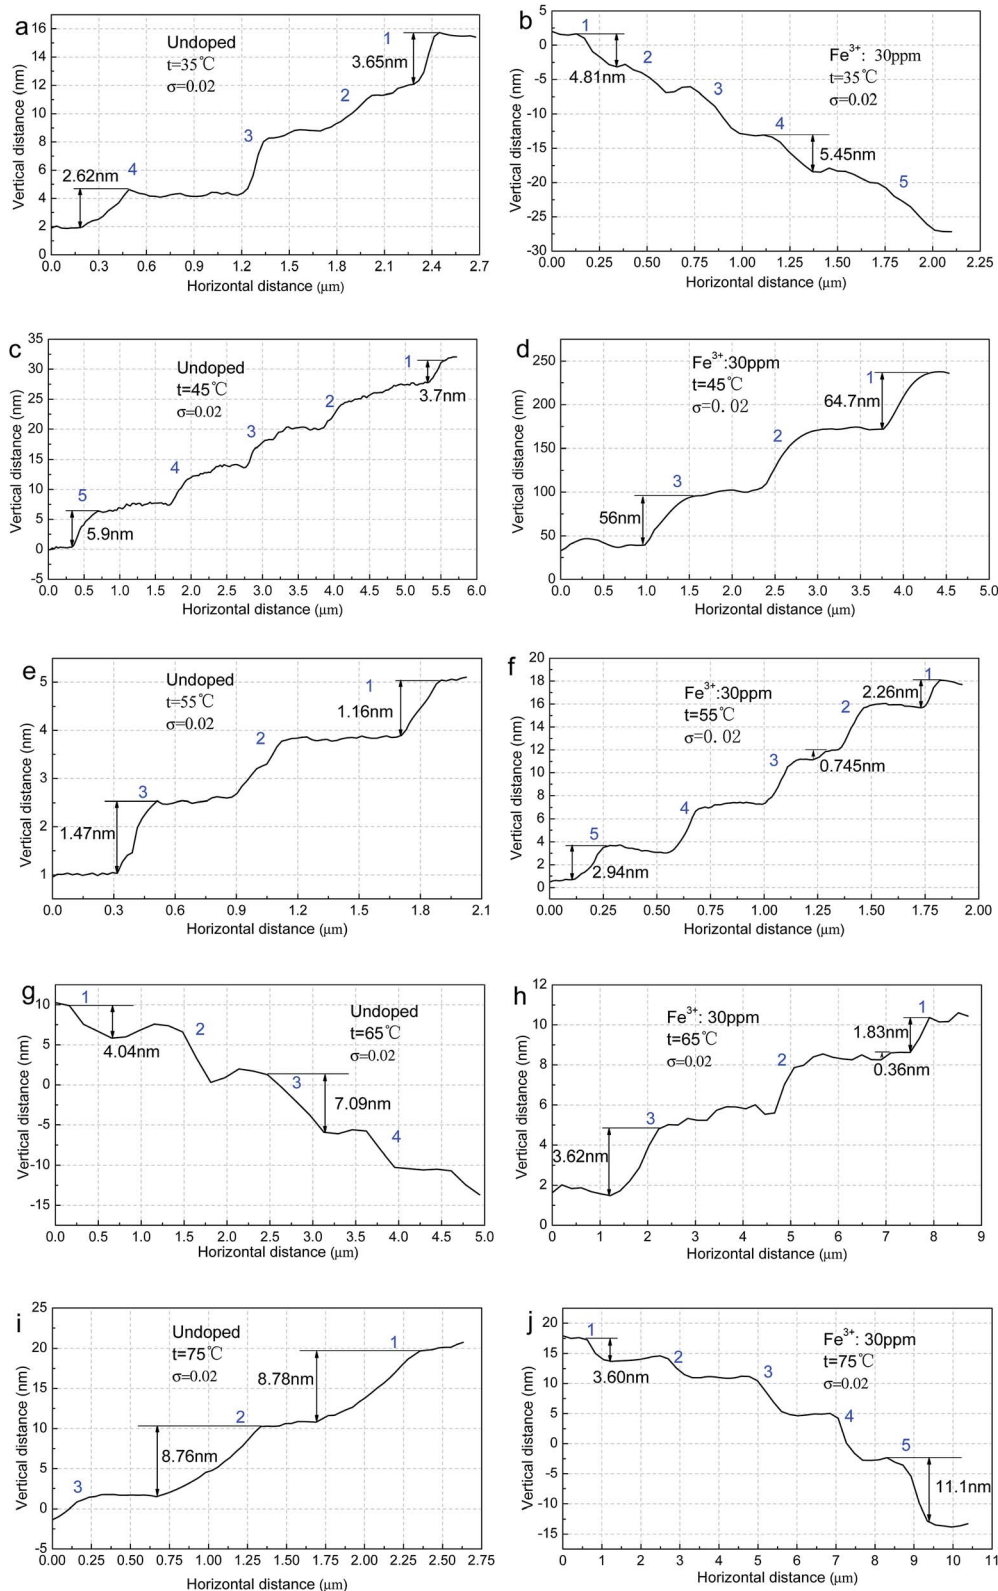 a
Undoped
t=35℃
σ=0.02
1
3.65nm
2
3
4
2.62nm
16
14
12
10
8
6
4
2
0
0.0 0.3 0.6 0.9 1.2 1.5 1.8 2.1 2.4 2.7
Vertical distance (nm)
Horizontal distance (μm)
b
Fe3+: 30ppm
t=35℃
σ=0.02
1
4.81nm
2
3
4
5.45nm
5
5
0
-5
-10
-15
-20
-25
-30
0.00 0.25 0.50 0.75 1.00 1.25 1.50 1.75 2.00 2.25
Vertical distance (nm)
Horizontal distance (μm)
c
Undoped
t=45℃
σ=0.02
1
3.7nm
2
3
4
5
5.9nm
35
30
25
20
15
10
5
0
-5
0.0 0.5 1.0 1.5 2.0 2.5 3.0 3.5 4.0 4.5 5.0 5.5 6.0
Vertical distance (nm)
Horizontal distance (μm)
d
Fe3+:30ppm
t=45℃
σ=0.02
1
64.7nm
2
3
56nm
250
200
150
100
50
0
0.0 0.5 1.0 1.5 2.0 2.5 3.0 3.5 4.0 4.5 5.0
Vertical distance (nm)
Horizontal distance (μm)
e
Undoped
t=55℃
σ=0.02
1
1.16nm
2
3
1.47nm
5
4
3
2
1
0.0 0.3 0.6 0.9 1.2 1.5 1.8 2.1
Vertical distance (nm)
Horizontal distance (μm)
f
Fe3+:30ppm
t=55℃
σ=0.02
1
2.26nm
2
3
0.745nm
4
5
2.94nm
20
18
16
14
12
10
8
6
4
2
0
0.00 0.25 0.50 0.75 1.00 1.25 1.50 1.75 2.00
Vertical distance (nm)
Horizontal distance (μm)
g
Undoped
t=65℃
σ=0.02
1
4.04nm
2
3
7.09nm
4
10
5
0
-5
-10
-15
0.0 0.5 1.0 1.5 2.0 2.5 3.0 3.5 4.0 4.5 5.0
Vertical distance (nm)
Horizontal distance (μm)
h
Fe3+: 30ppm
t=65℃
σ=0.02
1
1.83nm
0.36nm
2
3
3.62nm
12
10
8
6
4
2
0
0 1 2 3 4 5 6 7 8 9
Vertical distance (nm)
Horizontal distance (μm)
i
Undoped
t=75℃
σ=0.02
1
8.78nm
2
8.76nm
3
25
20
15
10
5
0
-5
0.00 0.25 0.50 0.75 1.00 1.25 1.50 1.75 2.00 2.25 2.50 2.75
Vertical distance (nm)
Horizontal distance (μm)
j
Fe3+: 30ppm
t=75℃
σ=0.02
1
3.60nm
2
3
4
5
11.1nm
20
15
10
5
0
-5
-10
-15
0 1 2 3 4 5 6 7 8 9 10 11
Vertical distance (nm)
Horizontal distance (μm)